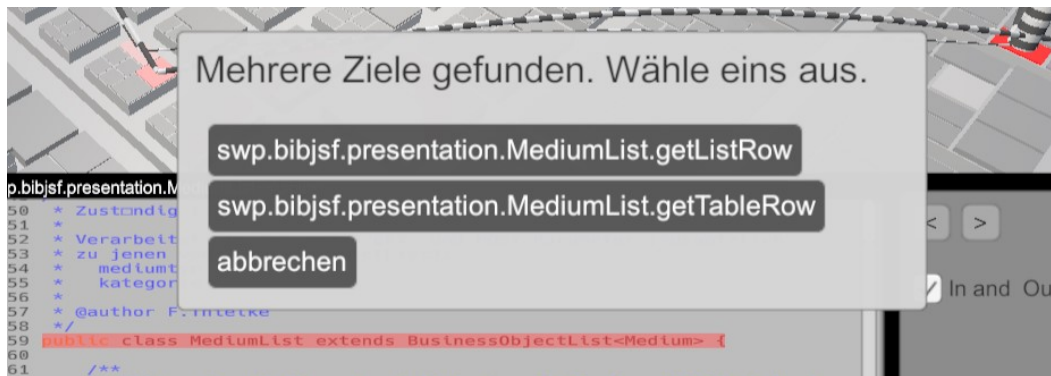 Mehrere Ziele gefunden. Wähle eins aus.
swp.bibjsf.presentation.MediumList.getListRow
swp.bibjsf.presentation.MediumList.getTableRow
abbrechen
p.bibjsf.presentation.M
50 * Zust□ndig
51 *
52 * Verarbeit
53 * zu jenen
54 * mediumt
55 * kategor
56 *
57 * @author F.Thielke
58 */
59 public class MediumList extends BusinessObjectList<Medium> {
60
61 /**
< >
In and Ou